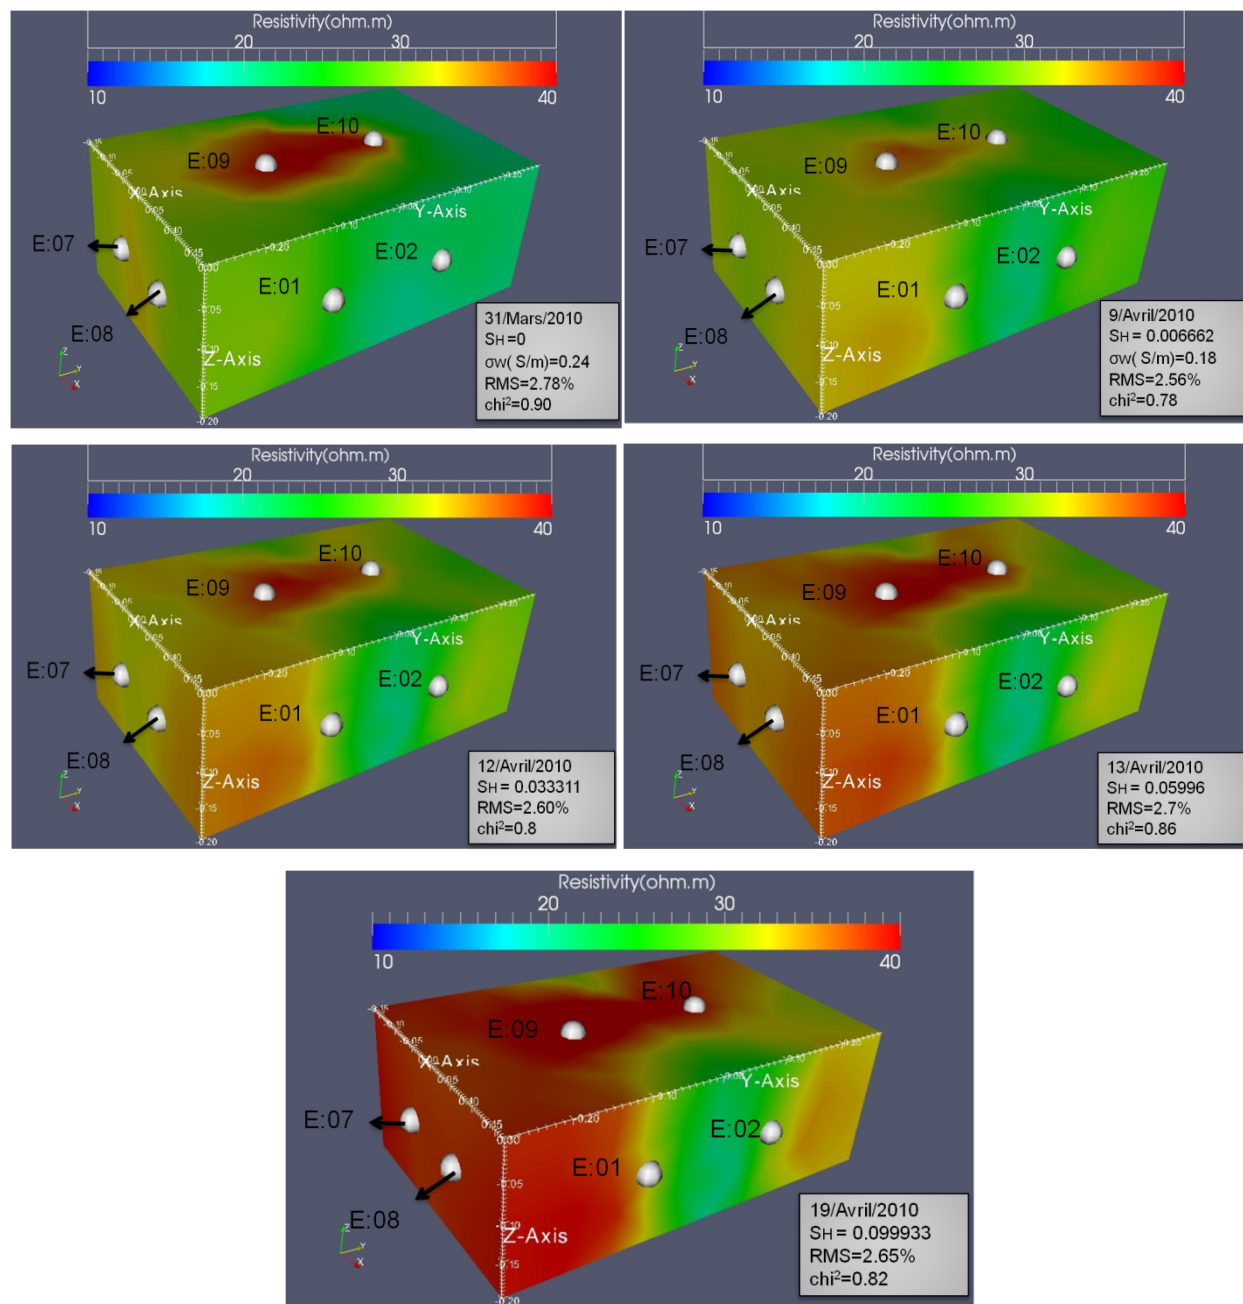 Resistivity(ohm.m)
20 30
10 40
E:10
E:09
X-Axis
Y-Axis
E:07
E:02
E:01
E:08
Z-Axis
31/Mars/2010
SH=0
σw( S/m)=0.24
RMS=2.78%
chi²=0.90
Resistivity(ohm.m)
20 30
10 40
E:10
E:09
X-Axis
Y-Axis
E:07
E:02
E:01
E:08
Z-Axis
9/Avril/2010
SH = 0.006662
σw( S/m)=0.18
RMS=2.56%
chi²=0.78
Resistivity(ohm.m)
20 30
10 40
E:10
E:09
X-Axis
Y-Axis
E:07
E:02
E:01
E:08
Z-Axis
12/Avril/2010
SH = 0.033311
RMS=2.60%
chi²=0.8
Resistivity(ohm.m)
20 30
10 40
E:10
E:09
X-Axis
Y-Axis
E:07
E:02
E:01
E:08
Z-Axis
13/Avril/2010
SH = 0.05996
RMS=2.7%
chi²=0.86
Resistivity(ohm.m)
20 30
10 40
E:10
E:09
X-Axis
Y-Axis
E:07
E:02
E:01
E:08
Z-Axis
19/Avril/2010
SH = 0.099933
RMS=2.65%
chi²=0.82